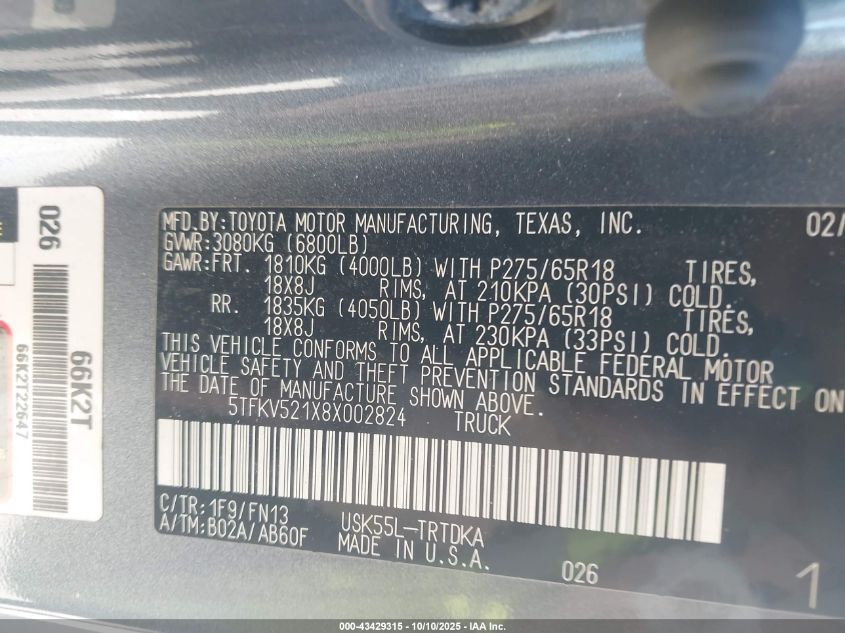 MFD.BY:TOYOTA MOTOR MANUFACTURING, TEXAS, INC. 02/
GVWR:3080KG (6800LB)
GAWR:FRT. 1810KG (4000LB) WITH P275/65R18 TIRES,
18X8J RIMS, AT 210KPA (30PSI) COLD.
RR. 1835KG (4050LB) WITH P275/65R18 TIRES,
18X8J RIMS, AT 230KPA (33PSI) COLD.
THIS VEHICLE CONFORMS TO ALL APPLICABLE FEDERAL MOTOR
VEHICLE SAFETY AND THEFT PREVENTION STANDARDS IN EFFECT ON
THE DATE OF MANUFACTURE SHOWN ABOVE.
5TFKV521X8X002824 TRUCK
C/TR:1F9/FN13 USK55L-TRTDKA
A/TM:B02A/AB60F MADE IN U.S.A.
026
1
026
66K2T
66K2T22647
000-43429315 - 10/10/2025 - IAA Inc.